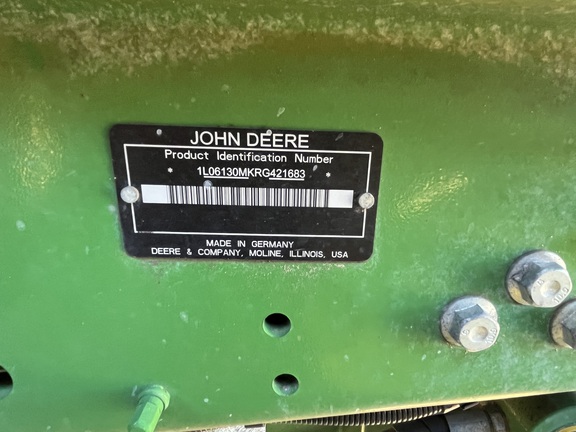 JOHN DEERE
Product Identification Number
* 1L06130MKRG421683 *
MADE IN GERMANY
DEERE & COMPANY, MOLINE, ILLINOIS, USA